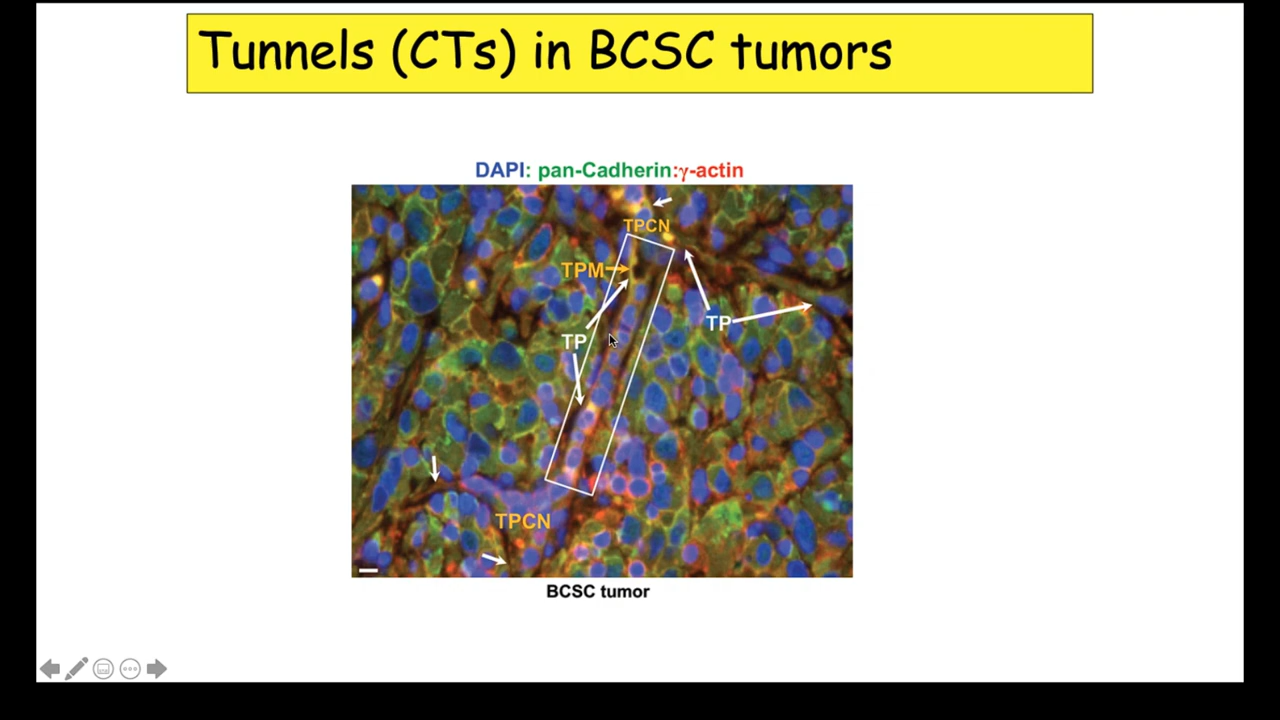 Tunnels (CTs) in BCSC tumors
DAPI: pan-Cadherin:γ-actin
TPCN
TPM
TP
TP
TPCN
BCSC tumor